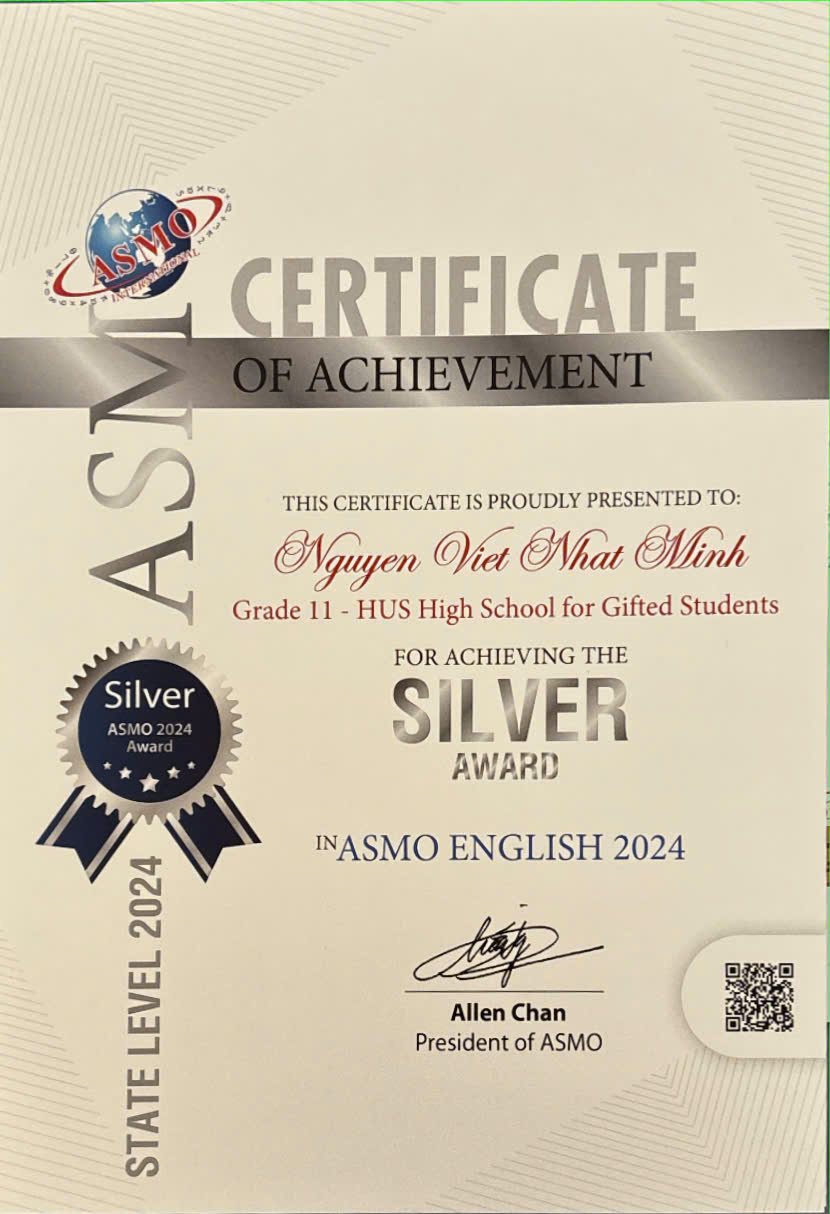 ASMO
INTERNATIONAL
ASM
CERTIFICATE
OF ACHIEVEMENT
THIS CERTIFICATE IS PROUDLY PRESENTED TO:
Nguyen Viet Nhat Minh
Grade 11 - HUS High School for Gifted Students
FOR ACHIEVING THE
SILVER
AWARD
Silver
ASMO 2024
Award
IN ASMO ENGLISH 2024
STATE LEVEL 2024
Allen Chan
President of ASMO